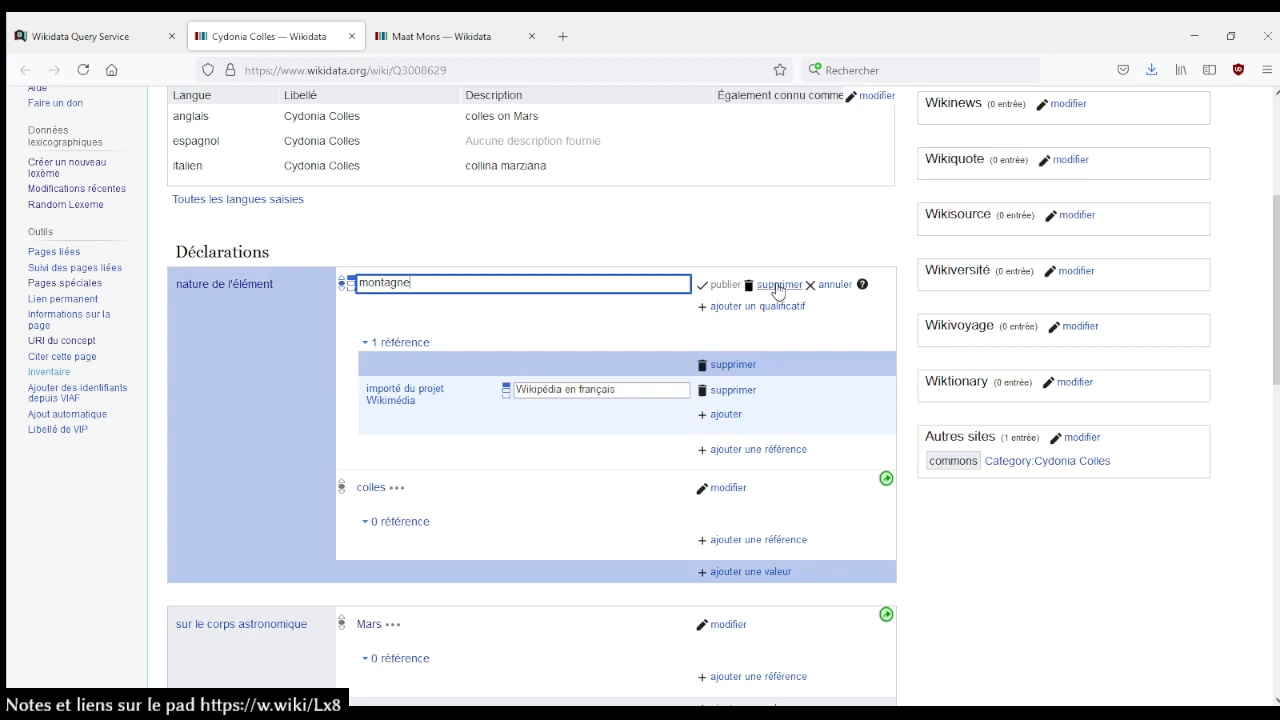 Wikidata Query Service
Cydonia Colles — Wikidata
Maat Mons — Wikidata
https://www.wikidata.org/wiki/Q3008629
Rechercher
Aide
Faire un don
Données
lexicographiques
Créer un nouveau
lexème
Modifications récentes
Random Lexeme
Outils
Pages liées
Suivi des pages liées
Pages spéciales
Lien permanent
Informations sur la
page
URI du concept
Citer cette page
Inventaire
Ajouter des identifiants
depuis VIAF
Ajout automatique
Libellé de VIP
Langue Libellé Description Également connu comme modifier
anglais Cydonia Colles colles on Mars
espagnol Cydonia Colles Aucune description fournie
italien Cydonia Colles collina marziana
Toutes les langues saisies
Déclarations
nature de l'élément montagne publier supprimer annuler
+ ajouter un qualificatif
1 référence
supprimer
importé du projet
Wikimédia
Wikipédia en français supprimer
+ ajouter
+ ajouter une référence
colles modifier
0 référence
+ ajouter une référence
+ ajouter une valeur
sur le corps astronomique Mars modifier
0 référence
+ ajouter une référence
Wikinews (0 entrée) modifier
Wikiquote (0 entrée) modifier
Wikisource (0 entrée) modifier
Wikiversité (0 entrée) modifier
Wikivoyage (0 entrée) modifier
Wiktionary (0 entrée) modifier
Autres sites (1 entrée) modifier
commons Category:Cydonia Colles
Notes et liens sur le pad https://w.wiki/Lx8